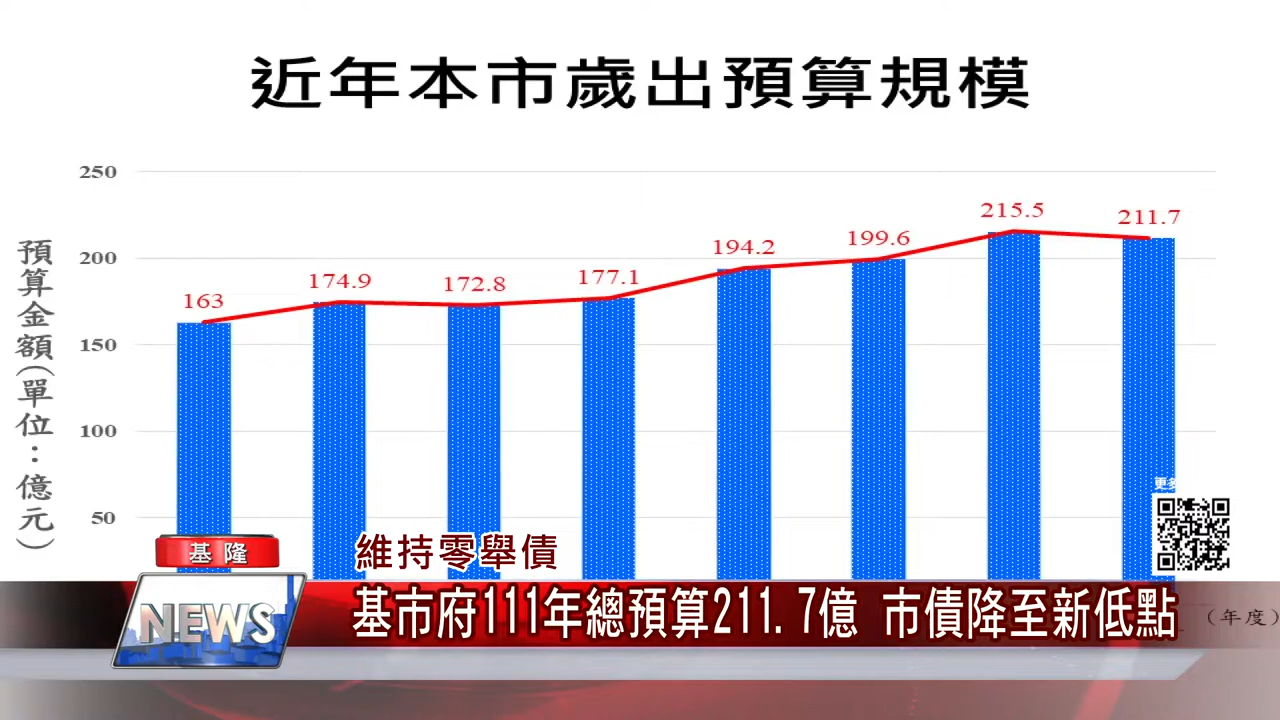 近年本市歲出預算規模
預算金額(單位：億元)
250
200
150
100
50
163
174.9
172.8
177.1
194.2
199.6
215.5
211.7
更多
基隆
NEWS
維持零舉債
基市府111年總預算211.7億 市債降至新低點
(年度)